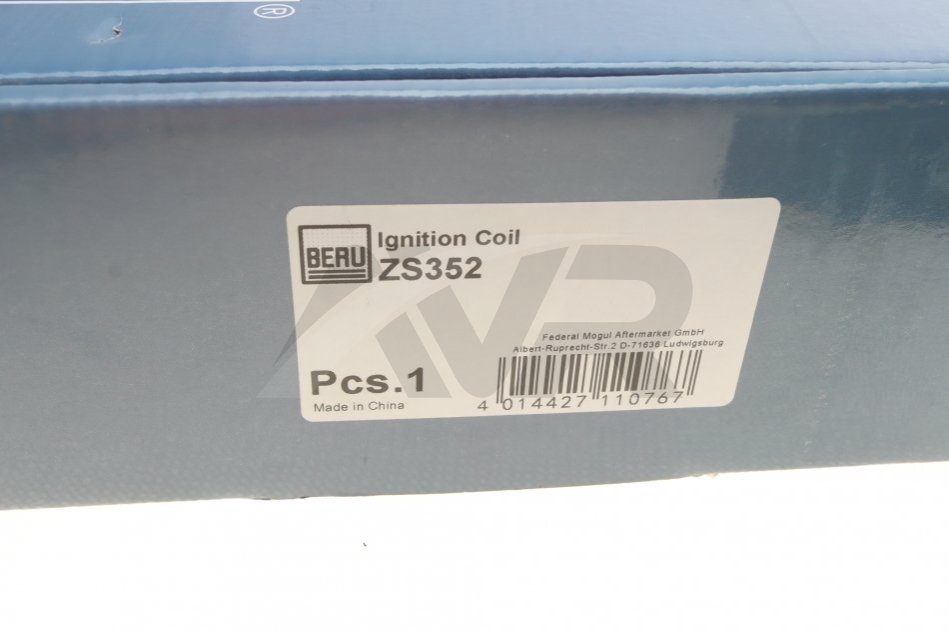 ®
BERU
Ignition Coil
ZS352
Federal Mogul Aftermarket GmbH
Albert-Ruprecht-Str.2 D-71636 Ludwigsburg
Pcs.1
Made in China
4 014427 110767